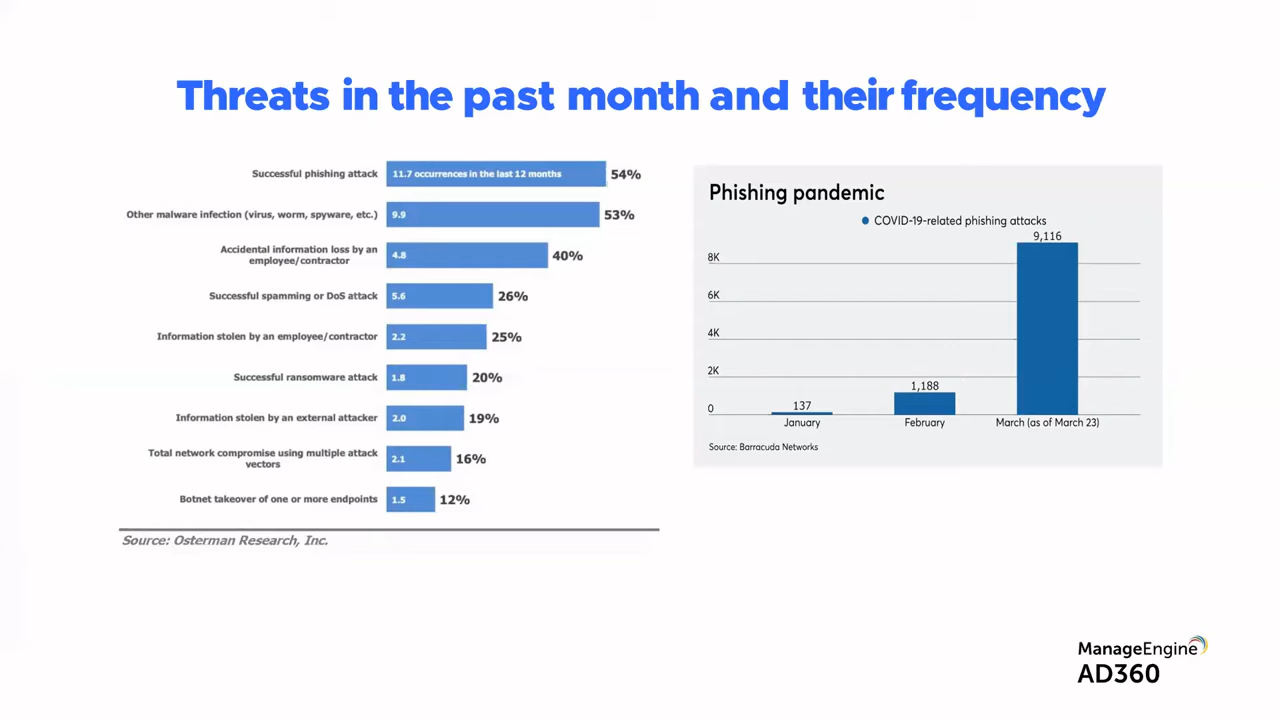 Threats in the past month and their frequency
Successful phishing attack
11.7 occurrences in the last 12 months
54%
Other malware infection (virus, worm, spyware, etc.)
9.9
53%
Accidental information loss by an
employee/contractor
4.8
40%
Successful spamming or DoS attack
5.6
26%
Information stolen by an employee/contractor
2.2
25%
Successful ransomware attack
1.8
20%
Information stolen by an external attacker
2.0
19%
Total network compromise using multiple attack
vectors
2.1
16%
Botnet takeover of one or more endpoints
1.5
12%
Source: Osterman Research, Inc.
Phishing pandemic
COVID-19-related phishing attacks
9,116
8K
6K
4K
2K
1,188
137
0
January
February
March (as of March 23)
Source: Barracuda Networks
ManageEngine
AD360